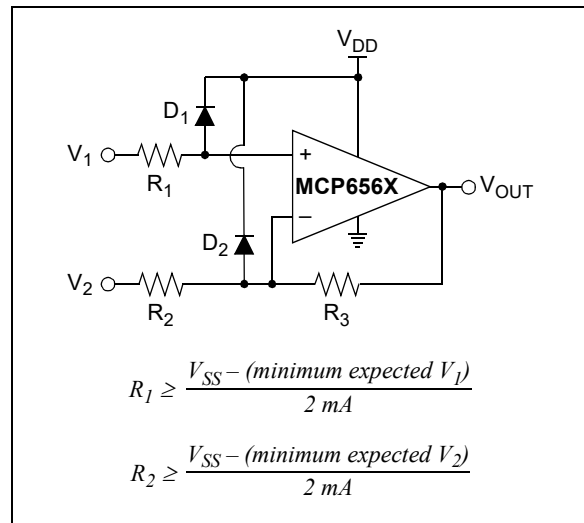 V_DD
D_1
V_1
R_1
+
MCP656X
V_OUT
–
D_2
V_2
R_2
R_3
R_1 ≥ V_SS – (minimum expected V_1) / 2 mA
R_2 ≥ V_SS – (minimum expected V_2) / 2 mA